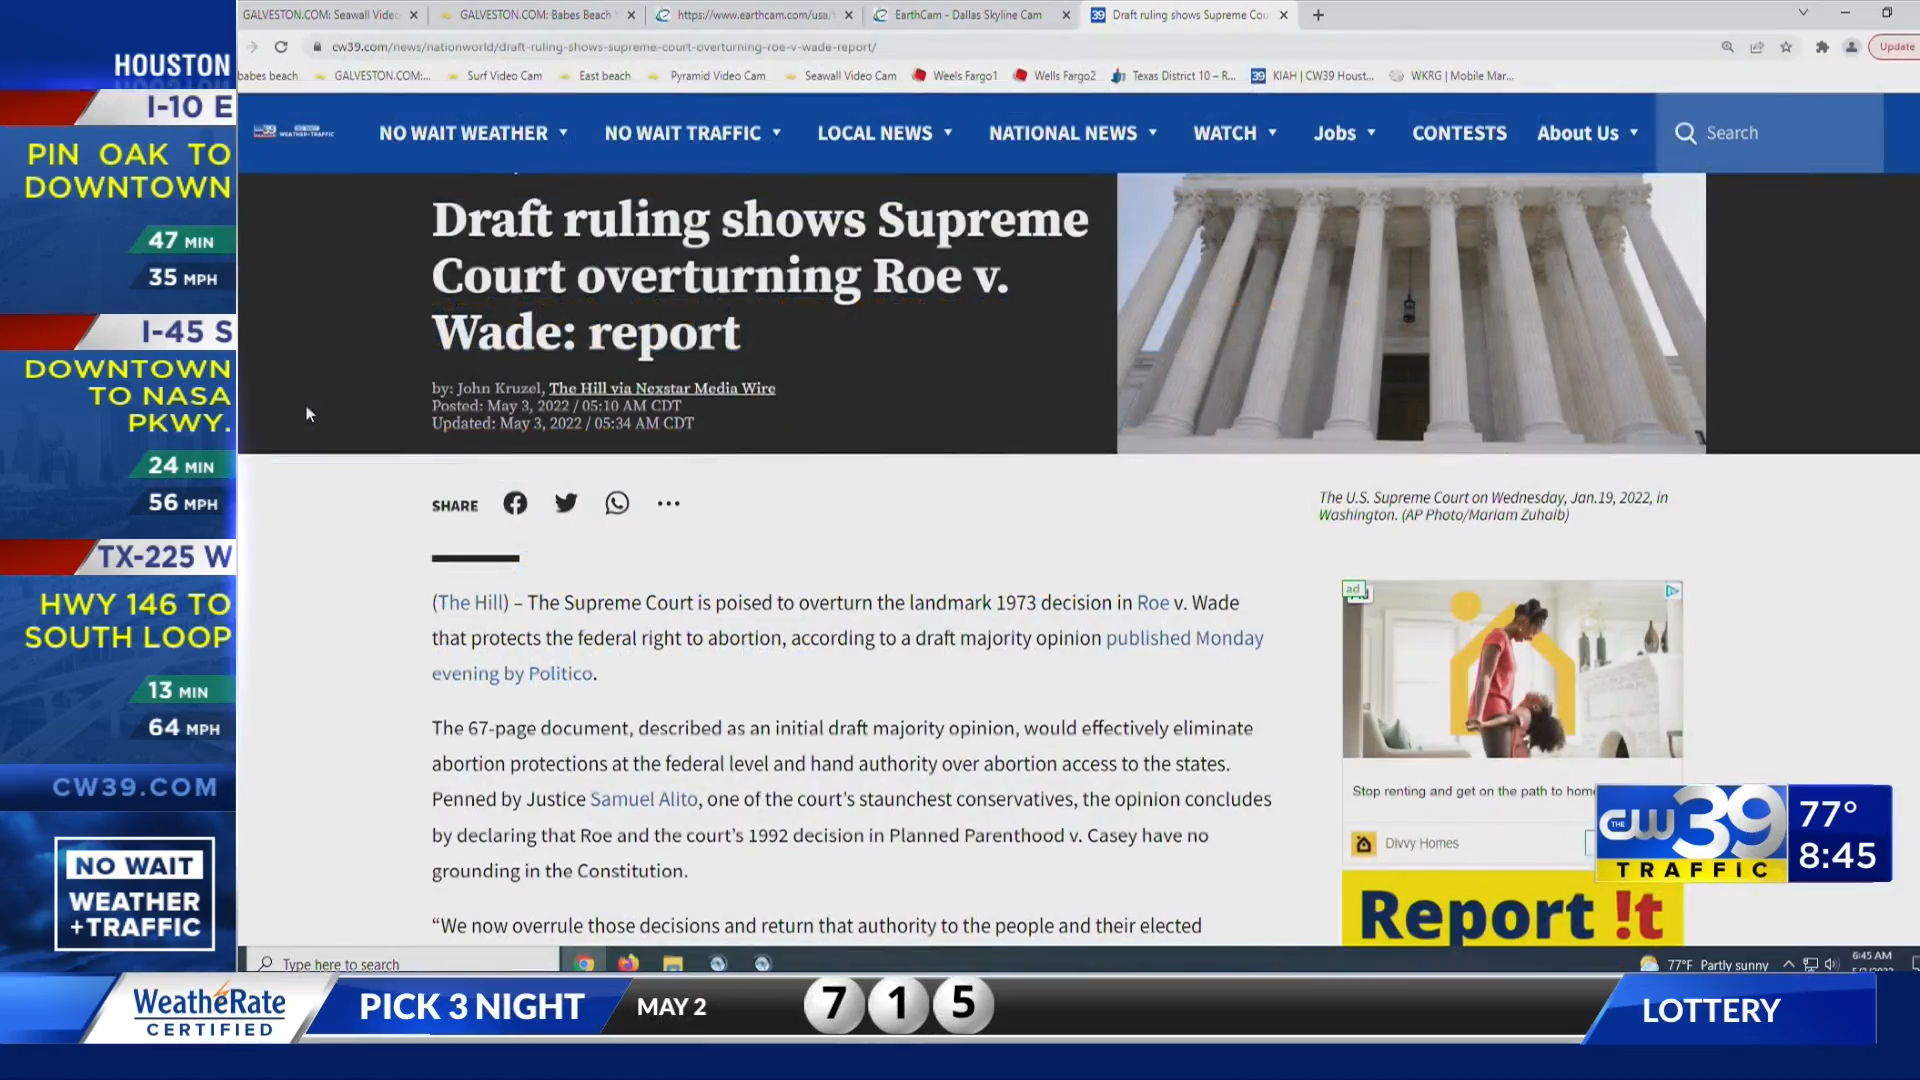 HOUSTON
I-10 E
PIN OAK TO
DOWNTOWN
47 MIN
35 MPH
I-45 S
DOWNTOWN
TO NASA
PKWY.
24 MIN
56 MPH
TX-225 W
HWY 146 TO
SOUTH LOOP
13 MIN
64 MPH
CW39.COM
NO WAIT
WEATHER
+TRAFFIC
GALVESTON.COM: Seawall Video
GALVESTON.COM: Babes Beach
https://www.earthcam.com/usa/
EarthCam - Dallas Skyline Cam
39 Draft ruling shows Supreme Cou
cw39.com/news/nationworld/draft-ruling-shows-supreme-court-overturning-roe-v-wade-report/
Update
babes beach
GALVESTON.COM:...
Surf Video Cam
East beach
Pyramid Video Cam
Seawall Video Cam
Weels Fargo1
Wells Fargo2
Texas District 10 – R...
39 KIAH | CW39 Houst...
WKRG | Mobile Mar...
NO WAIT WEATHER
NO WAIT TRAFFIC
LOCAL NEWS
NATIONAL NEWS
WATCH
Jobs
CONTESTS
About Us
Search
Draft ruling shows Supreme
Court overturning Roe v.
Wade: report
by: John Kruzel, The Hill via Nexstar Media Wire
Posted: May 3, 2022 / 05:10 AM CDT
Updated: May 3, 2022 / 05:34 AM CDT
SHARE
The U.S. Supreme Court on Wednesday, Jan.19, 2022, in
Washington. (AP Photo/Mariam Zuhaib)
(The Hill) – The Supreme Court is poised to overturn the landmark 1973 decision in Roe v. Wade
that protects the federal right to abortion, according to a draft majority opinion published Monday
evening by Politico.
The 67-page document, described as an initial draft majority opinion, would effectively eliminate
abortion protections at the federal level and hand authority over abortion access to the states.
Penned by Justice Samuel Alito, one of the court's staunchest conservatives, the opinion concludes
by declaring that Roe and the court's 1992 decision in Planned Parenthood v. Casey have no
grounding in the Constitution.
“We now overrule those decisions and return that authority to the people and their elected
ad
Stop renting and get on the path to home
Divvy Homes
Report !t
THE CW 39
TRAFFIC
77°
8:45
Type here to search
77°F Partly sunny
6:45 AM
WeatheRate
CERTIFIED
PICK 3 NIGHT
MAY 2
7 1 5
LOTTERY